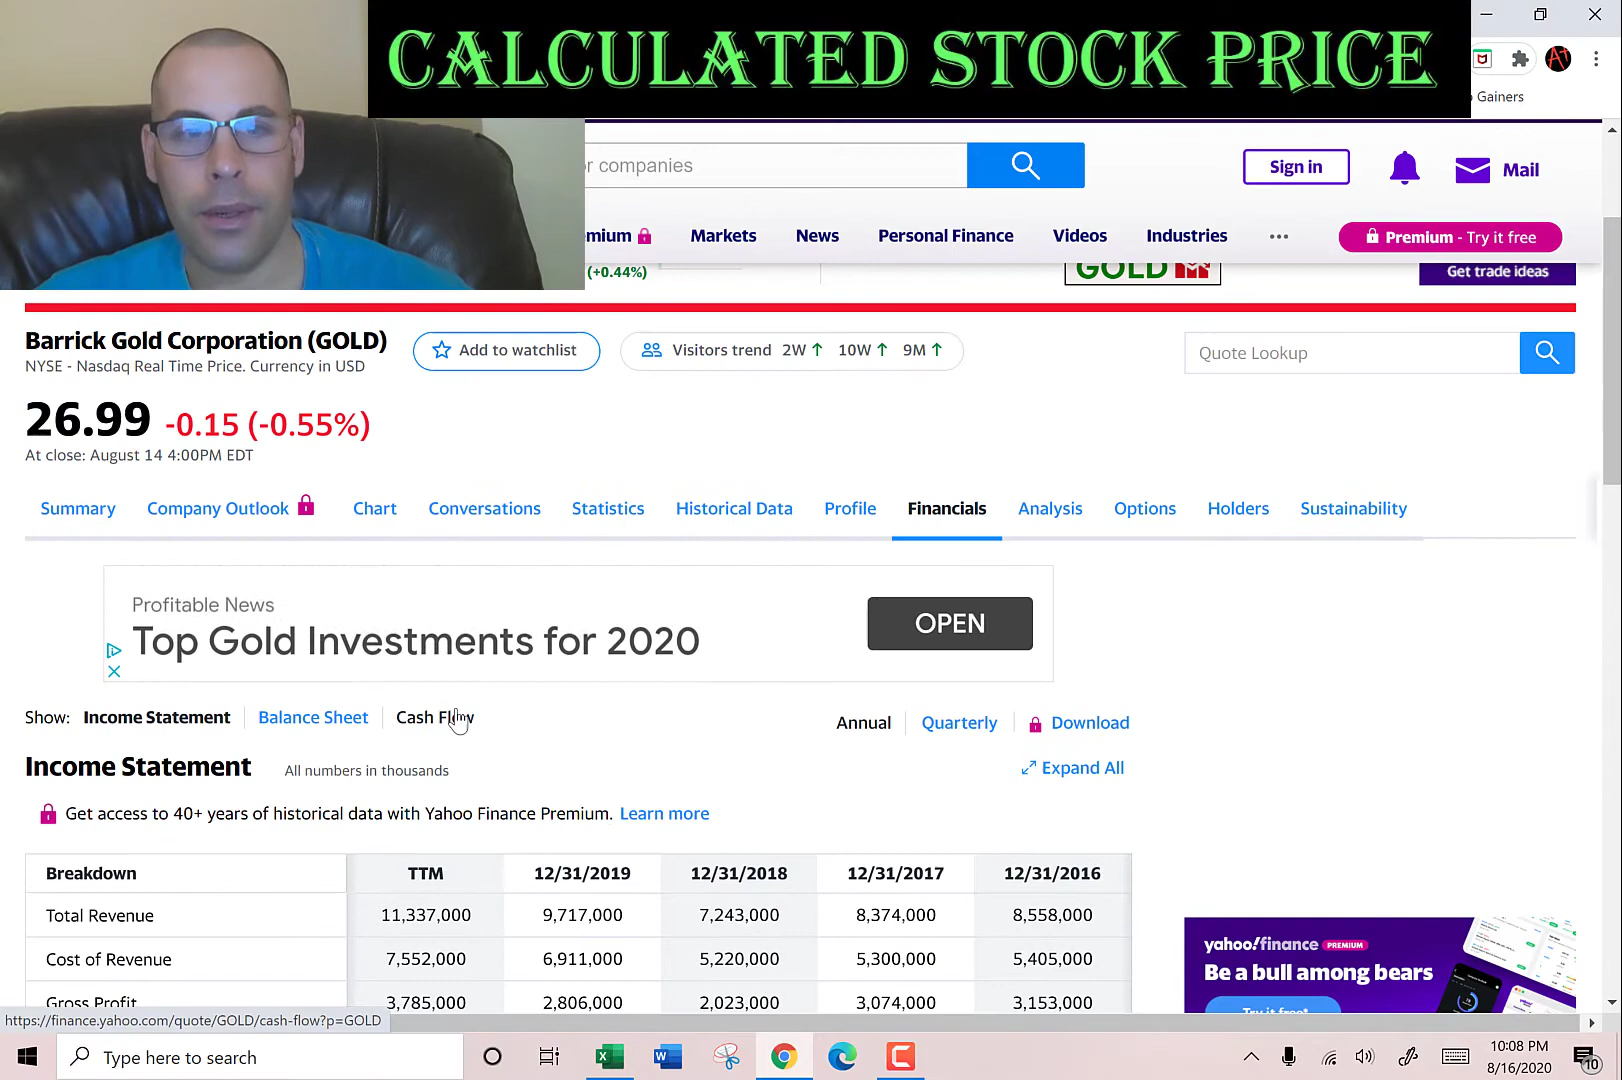 CALCULATED STOCK PRICE
Gainers
r companies
Sign in
Mail
mium
Markets
News
Personal Finance
Videos
Industries
Premium - Try it free
(+0.44%)
GOLD
Get trade ideas
Barrick Gold Corporation (GOLD)
Add to watchlist
Visitors trend 2W↑ 10W↑ 9M↑
Quote Lookup
NYSE - Nasdaq Real Time Price. Currency in USD
26.99 -0.15 (-0.55%)
At close: August 14 4:00PM EDT
Summary
Company Outlook
Chart
Conversations
Statistics
Historical Data
Profile
Financials
Analysis
Options
Holders
Sustainability
Profitable News
Top Gold Investments for 2020
OPEN
Show: Income Statement
Balance Sheet
Cash Flow
Annual
Quarterly
Download
Income Statement
All numbers in thousands
Expand All
Get access to 40+ years of historical data with Yahoo Finance Premium. Learn more
Breakdown TTM 12/31/2019 12/31/2018 12/31/2017 12/31/2016
Total Revenue 11,337,000 9,717,000 7,243,000 8,374,000 8,558,000
Cost of Revenue 7,552,000 6,911,000 5,220,000 5,300,000 5,405,000
Gross Profit 3,785,000 2,806,000 2,023,000 3,074,000 3,153,000
yahoo!finance PREMIUM
Be a bull among bears
Try it free*
https://finance.yahoo.com/quote/GOLD/cash-flow?p=GOLD
Type here to search
10:08 PM
8/16/2020
10